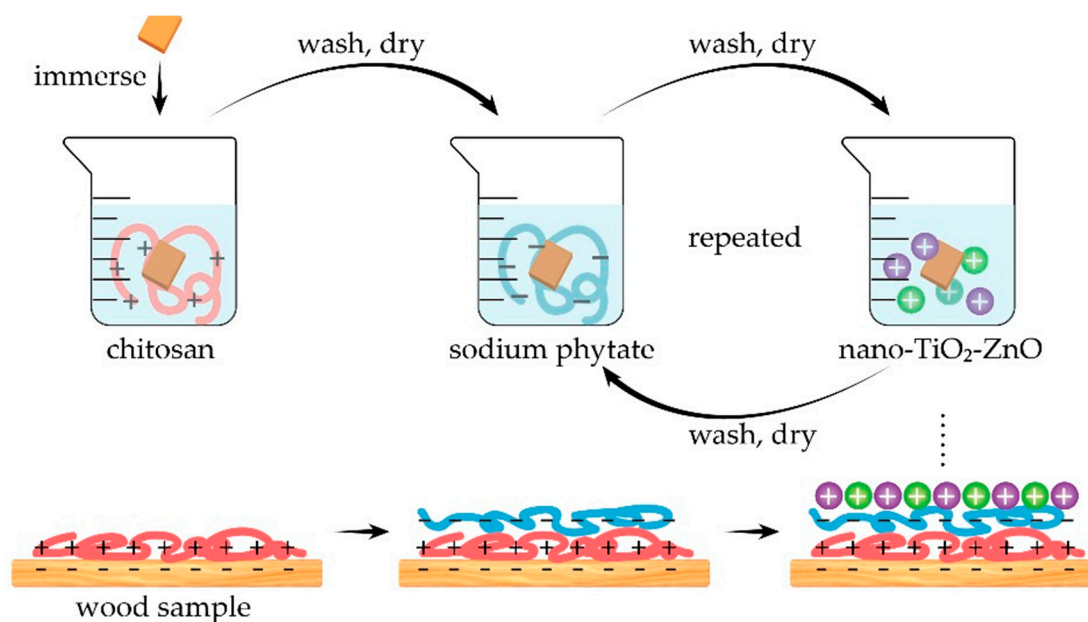 wash, dry
wash, dry
immerse
repeated
chitosan
sodium phytate
nano-TiO₂-ZnO
wash, dry
wood sample